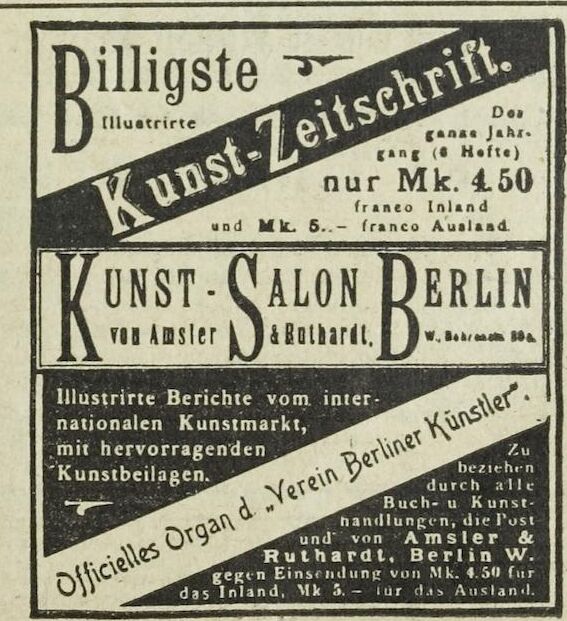 Billigste
Illustrirte
Kunst-Zeitschrift.
Der
ganze Jahr-
gang (6 Hefte)
nur Mk. 4.50
franco Inland
und Mk. 5.- franco Ausland.
KUNST-SALON BERLIN
von Amsler & Ruthardt, W., Behrenstr.
Illustrirte Berichte vom inter-
nationalen Kunstmarkt,
mit hervorragenden
Kunstbeilagen.
Officielles Organ d. „Verein Berliner Künstler“.
Zu
beziehen
durch alle
Buch- u Kunst-
handlungen, die Post
und von Amsler &
Ruthardt, Berlin W.
gegen Einsendung von Mk. 4.50 für
das Inland, Mk 5.- für das Ausland.